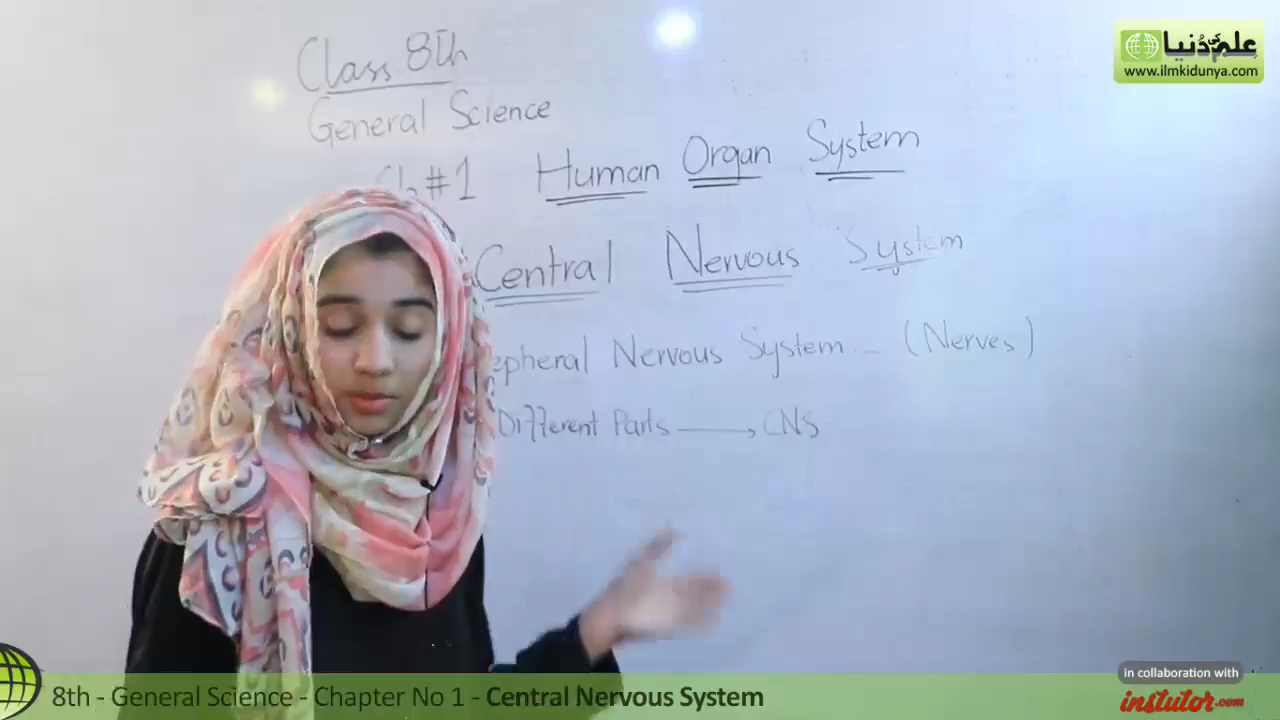 Class 8th
General Science
Ch #1 Human Organ System
Central Nervous System
epheral Nervous System - (Nerves)
Different Parts → CNS
علم کی دنیا
www.ilmkidunya.com
8th - General Science - Chapter No 1 - Central Nervous System
in collaboration with
instutor.com